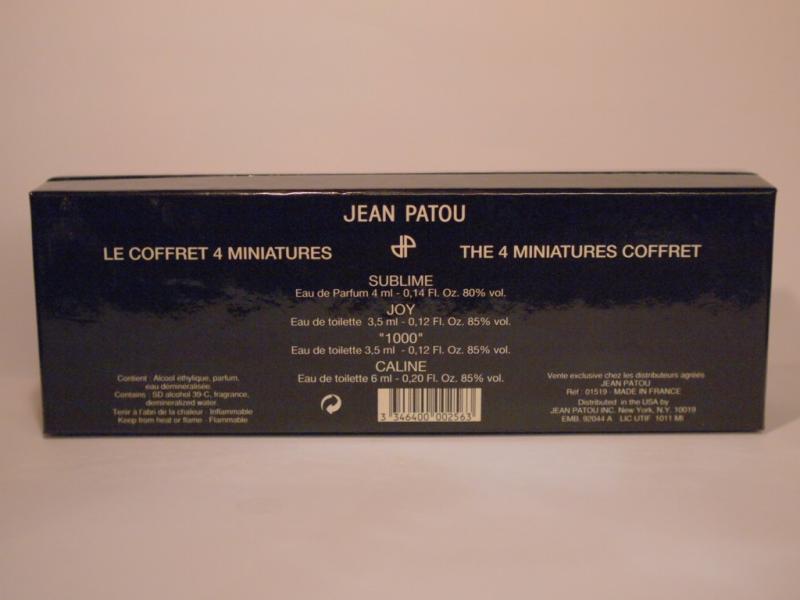 JEAN PATOU
LE COFFRET 4 MINIATURES
THE 4 MINIATURES COFFRET
SUBLIME
Eau de Parfum 4 ml - 0,14 Fl. Oz. 80% vol.
JOY
Eau de toilette 3,5 ml - 0,12 Fl. Oz. 85% vol.
"1000"
Eau de toilette 3,5 ml - 0,12 Fl. Oz. 85% vol.
CALINE
Eau de toilette 6 ml - 0,20 Fl. Oz. 85% vol.
Contient : Alcool éthylique, parfum,
eau déminéralisée.
Contains : SD alcohol 39-C, fragrance,
demineralized water.
Tenir à l'abri de la chaleur - Inflammable
Keep from heat or flame - Flammable
3 346400 002563
Vente exclusive chez les distributeurs agréés
JEAN PATOU
Réf : 01519 - MADE IN FRANCE
Distributed in the USA by
JEAN PATOU INC. New York, N.Y. 10019
EMB. 92044 A LIC UTIF 1011 MI